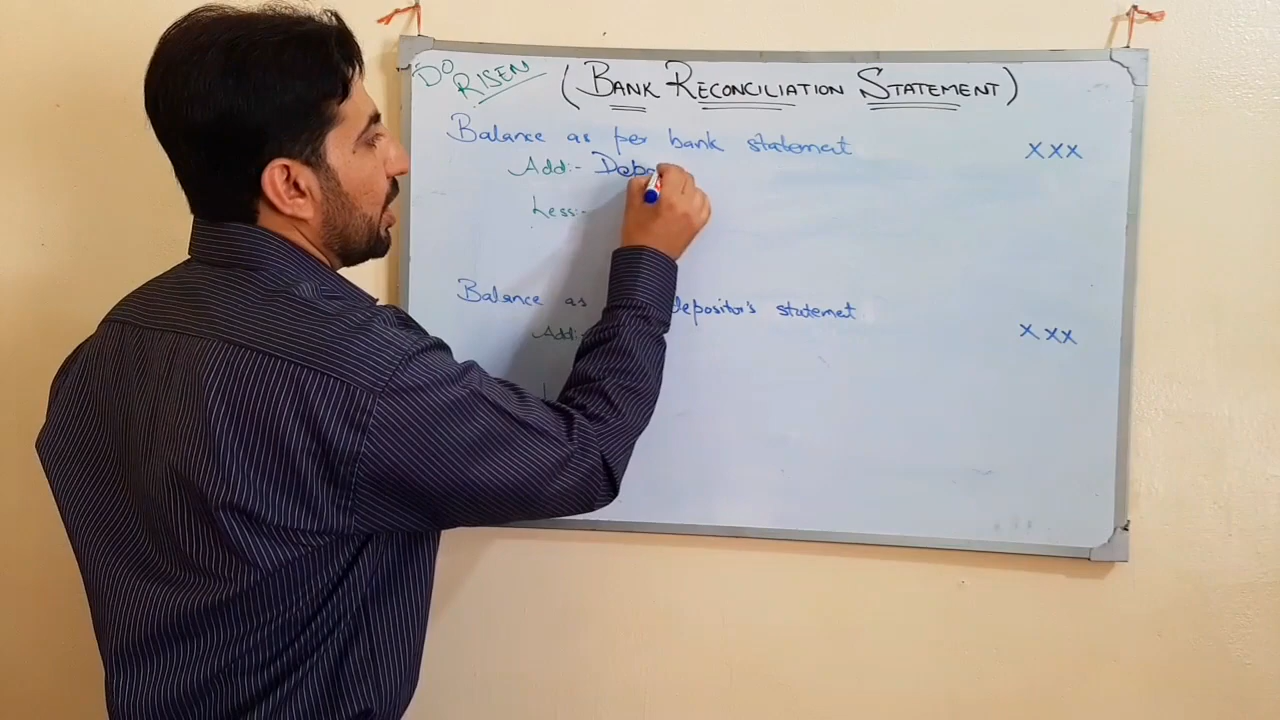 DO RISEN
(BANK RECONCILIATION STATEMENT)
Balance as per bank statement XXX
Add:- Depo
Less:-
Balance as depositor's statemet XXX
Add:-